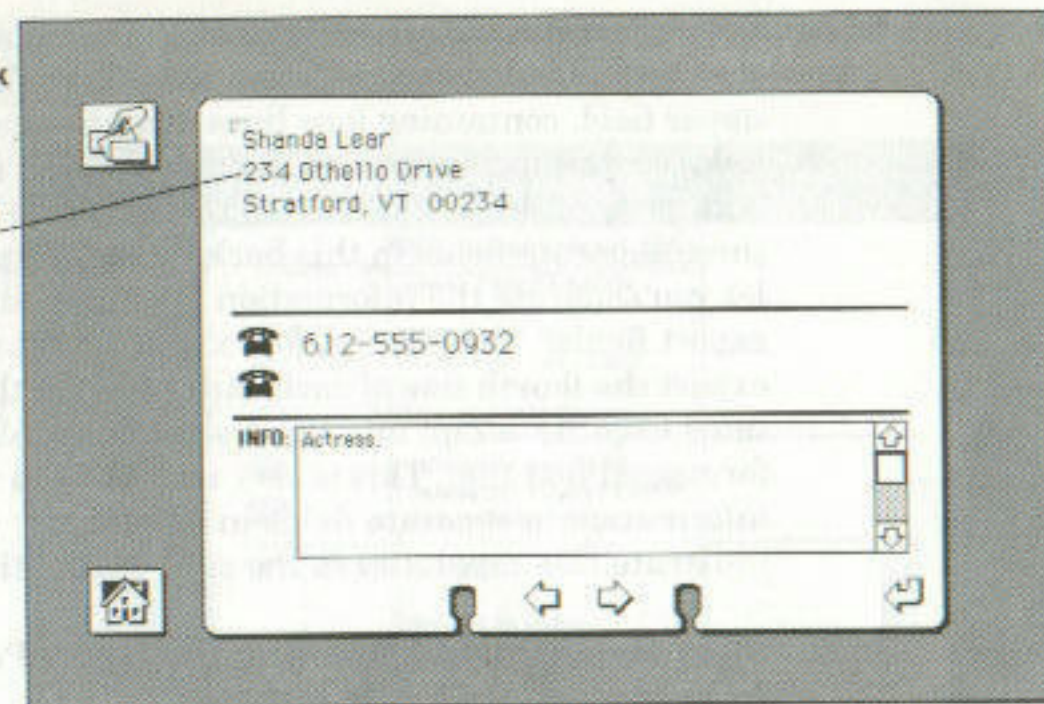 Shanda Lear
234 Othello Drive
Stratford, VT 00234
612-555-0932
INFO: Actress.